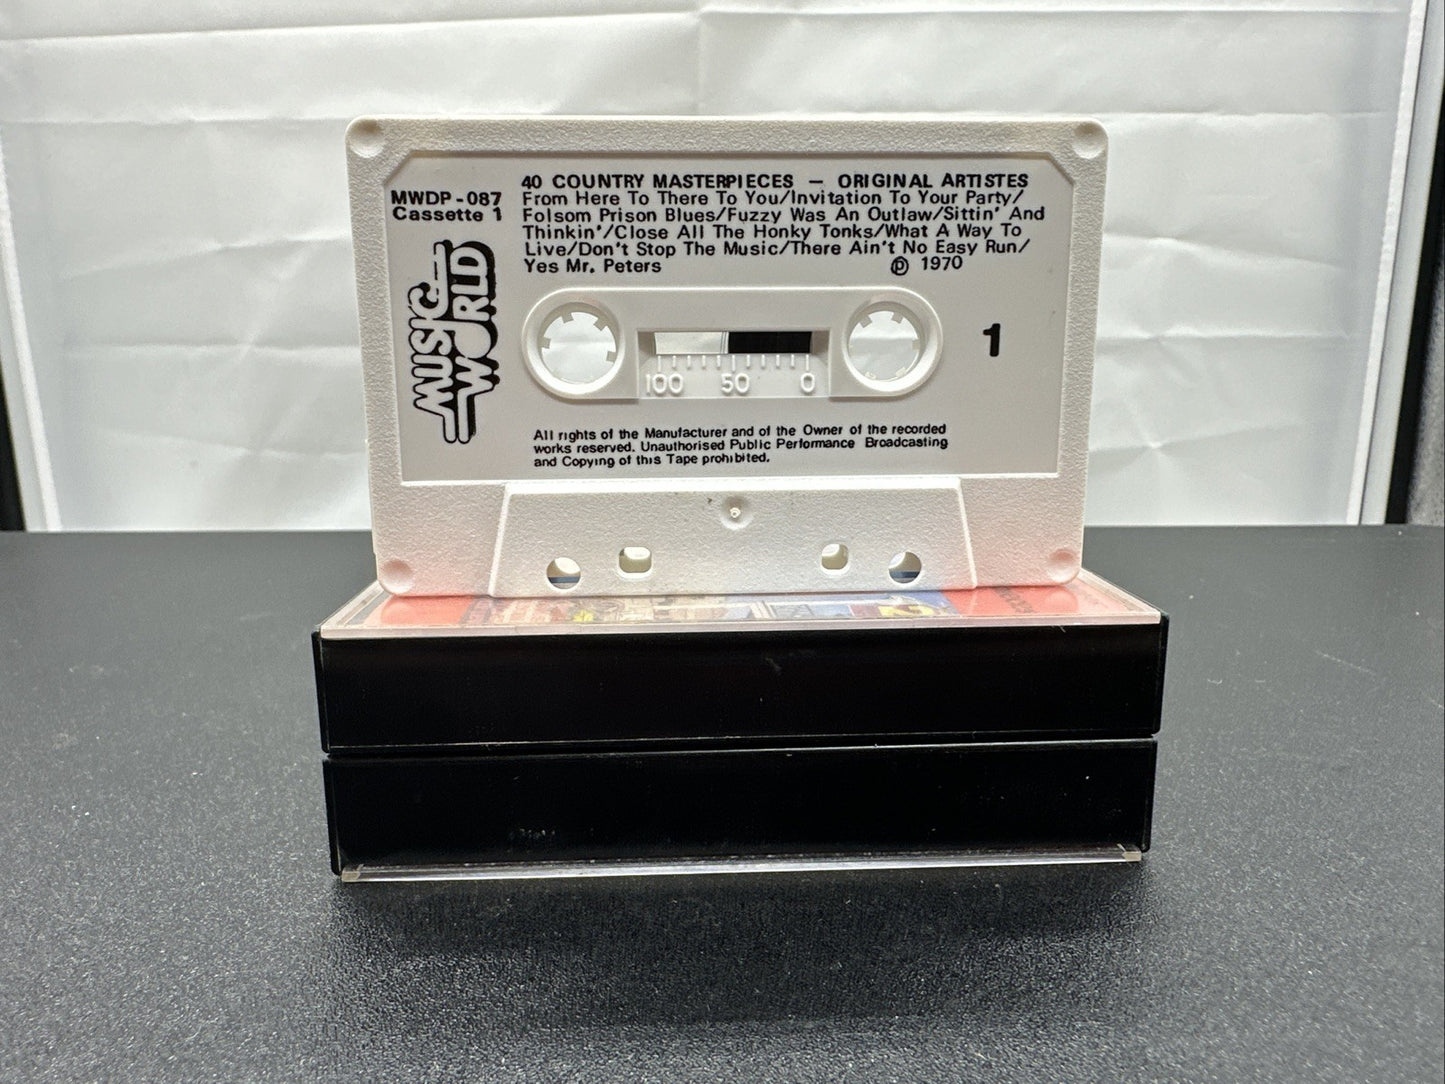 40 COUNTRY MASTERPIECES — ORIGINAL ARTISTES
MWDP-087
Cassette 1
From Here To There To You/Invitation To Your Party/
Folsom Prison Blues/Fuzzy Was An Outlaw/Sittin' And
Thinkin'/Close All The Honky Tonks/What A Way To
Live/Don't Stop The Music/There Ain't No Easy Run/
Yes Mr. Peters
℗ 1970
MUSIC
WORLD
1
100 50 0
All rights of the Manufacturer and of the Owner of the recorded
works reserved. Unauthorised Public Performance Broadcasting
and Copying of this Tape prohibited.